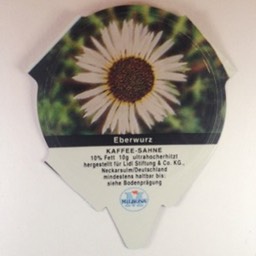 Eberwurz
KAFFEE-SAHNE
10% Fett 10g ultrahocherhitzt
hergestellt für Lidl Stiftung & Co. KG.,
Neckarsulm/Deutschland
mindestens haltbar bis:
siehe Bodenprägung